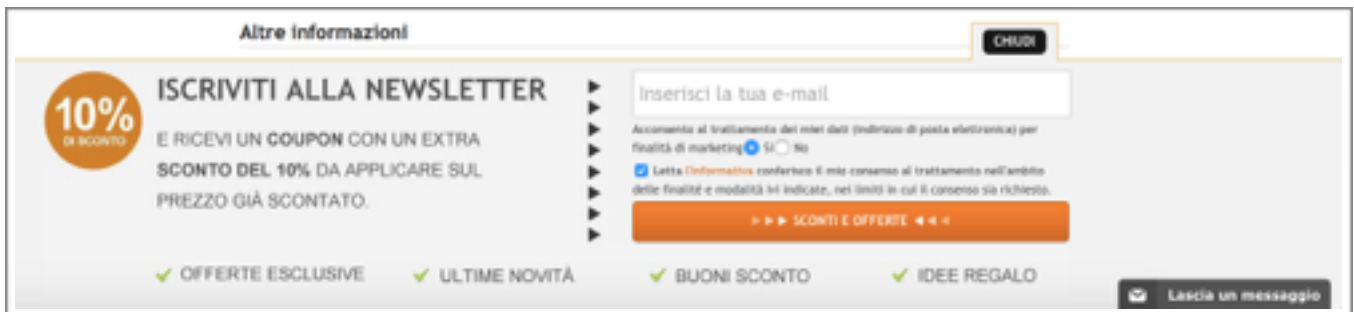 Altre informazioni
CHIUDI
10%
DI SCONTO
ISCRIVITI ALLA NEWSLETTER
E RICEVI UN COUPON CON UN EXTRA
SCONTO DEL 10% DA APPLICARE SUL
PREZZO GIÀ SCONTATO.
Inserisci la tua e-mail
Acconsento al trattamento dei miei dati (indirizzo di posta elettronica) per
finalità di marketing Sì No
Letta l'informativa conferisco il mio consenso al trattamento nell'ambito
delle finalità e modalità ivi indicate, nei limiti in cui il consenso sia richiesto.
SCONTI E OFFERTE
OFFERTE ESCLUSIVE
ULTIME NOVITÀ
BUONI SCONTO
IDEE REGALO
Lascia un messaggio